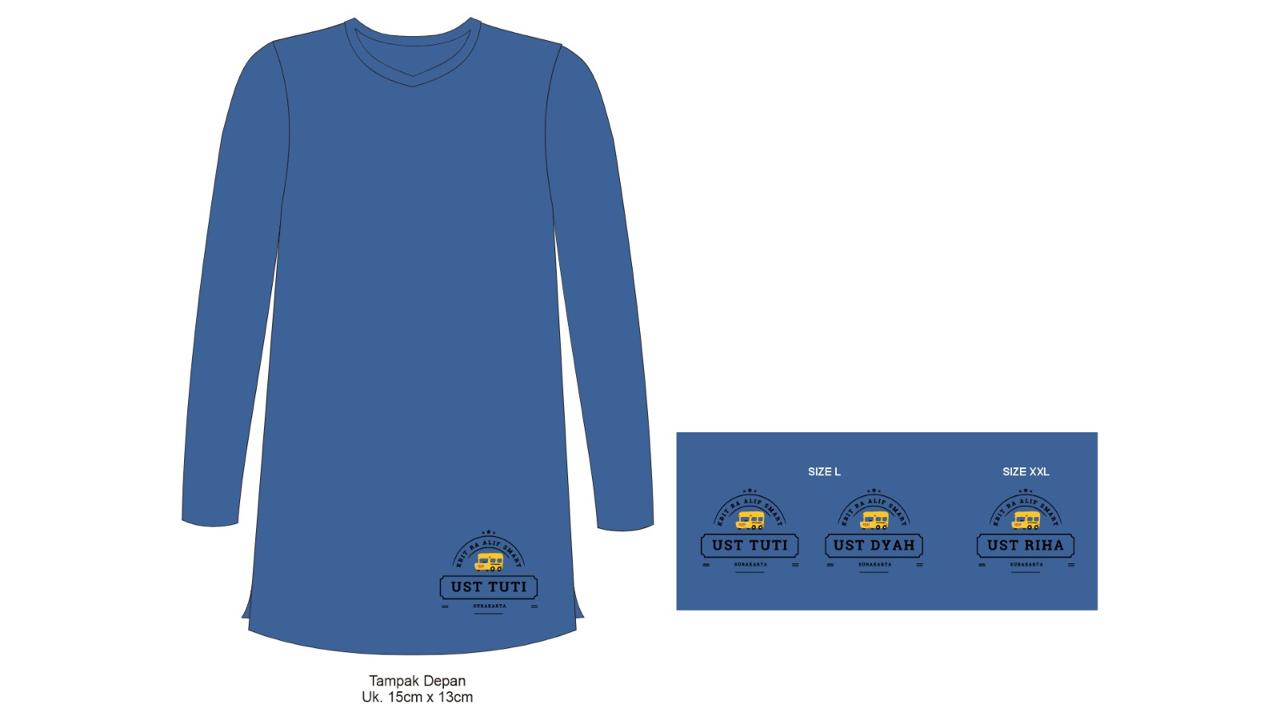 KBIT RA ALIF SMART
UST TUTI
SURAKARTA
Tampak Depan
Uk. 15cm x 13cm
SIZE L
SIZE XXL
KBIT RA ALIF SMART
KBIT RA ALIF SMART
KBIT RA ALIF SMART
UST TUTI
UST DYAH
UST RIHA
SURAKARTA
SURAKARTA
SURAKARTA